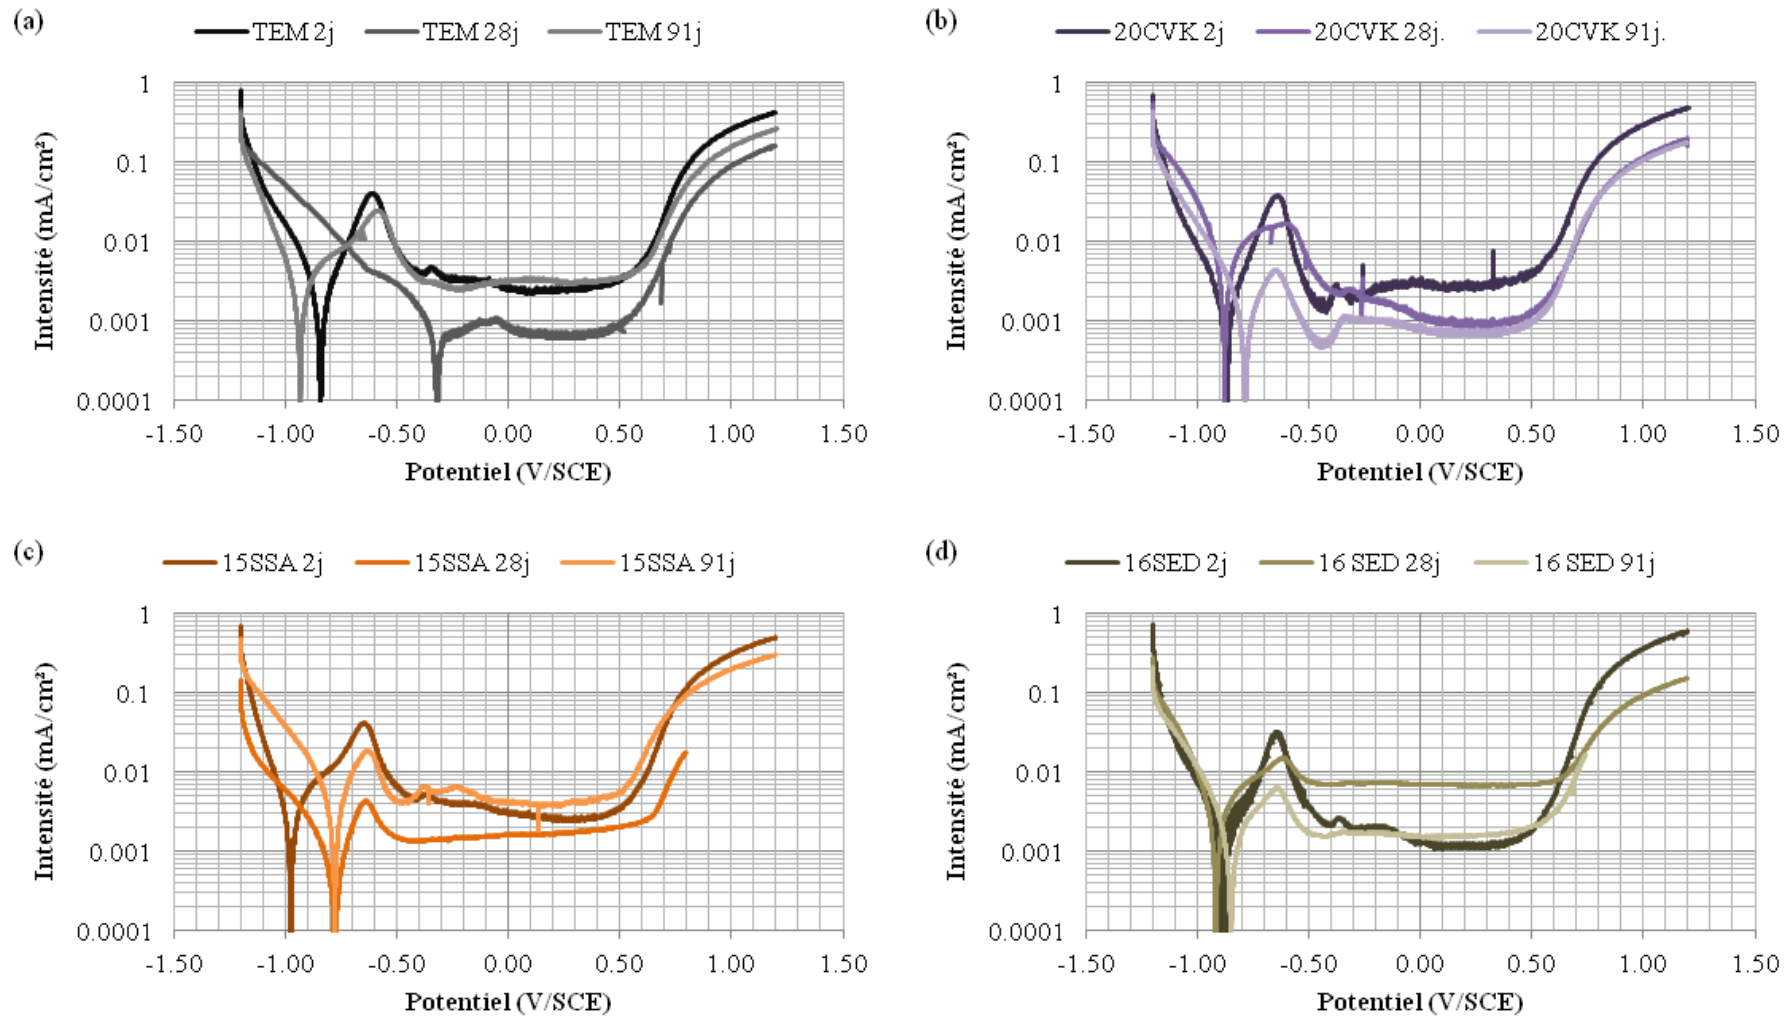 (a)
TEM 2j TEM 28j TEM 91j
1
0.1
0.01
0.001
0.0001
Intensité (mA/cm²)
-1.50 -1.00 -0.50 0.00 0.50 1.00 1.50
Potentiel (V/SCE)
(b)
20CVK 2j 20CVK 28j. 20CVK 91j.
1
0.1
0.01
0.001
0.0001
Intensité (mA/cm²)
-1.50 -1.00 -0.50 0.00 0.50 1.00 1.50
Potentiel (V/SCE)
(c)
15SSA 2j 15SSA 28j 15SSA 91j
1
0.1
0.01
0.001
0.0001
Intensité (mA/cm²)
-1.50 -1.00 -0.50 0.00 0.50 1.00 1.50
Potentiel (V/SCE)
(d)
16SED 2j 16 SED 28j 16 SED 91j
1
0.1
0.01
0.001
0.0001
Intensité (mA/cm²)
-1.50 -1.00 -0.50 0.00 0.50 1.00 1.50
Potentiel (V/SCE)